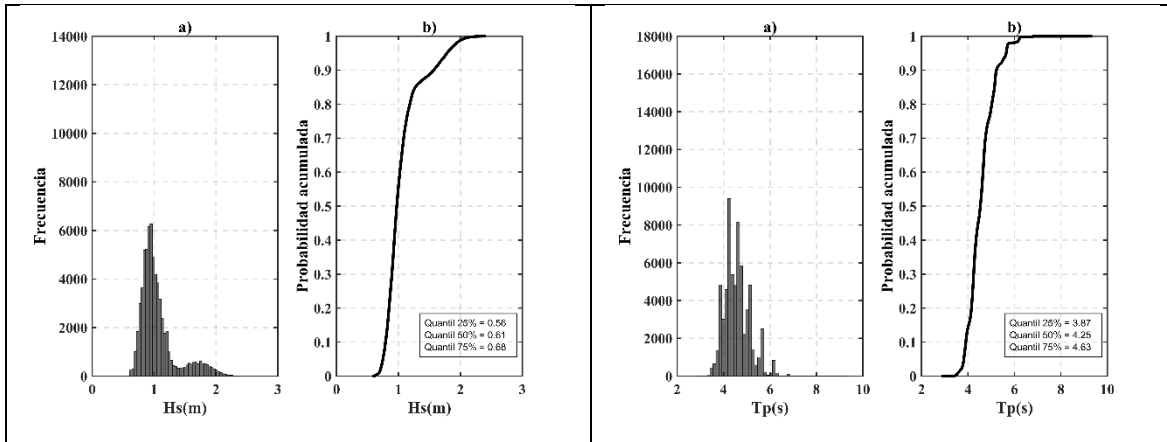 a)
14000
12000
10000
8000
6000
4000
2000
0
Frecuencia
0 1 2 3
Hs(m)
b)
1
0.9
0.8
0.7
0.6
0.5
0.4
0.3
0.2
0.1
0
Probabilidad acumulada
Quantil 25% = 0.56
Quantil 50% = 0.61
Quantil 75% = 0.68
0 1 2 3
Hs(m)
a)
18000
16000
14000
12000
10000
8000
6000
4000
2000
0
Frecuencia
2 4 6 8 10
Tp(s)
b)
1
0.9
0.8
0.7
0.6
0.5
0.4
0.3
0.2
0.1
0
Probabilidad acumulada
Quantil 25% = 3.87
Quantil 50% = 4.25
Quantil 75% = 4.63
2 4 6 8 10
Tp(s)